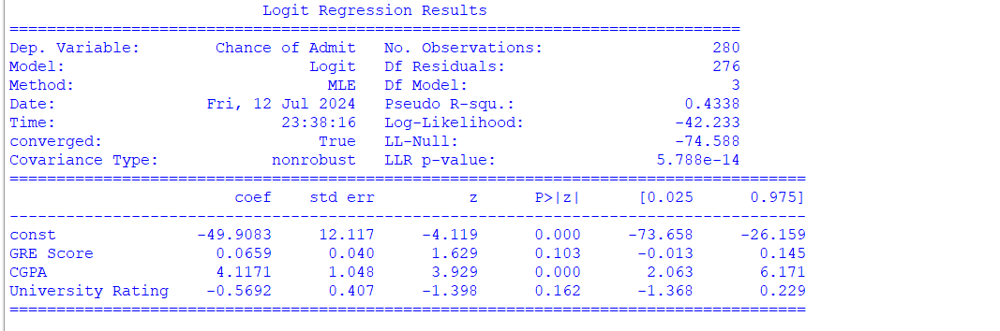 Logit Regression Results
==============================================================================
Dep. Variable: Chance of Admit No. Observations: 280
Model: Logit Df Residuals: 276
Method: MLE Df Model: 3
Date: Fri, 12 Jul 2024 Pseudo R-squ.: 0.4338
Time: 23:38:16 Log-Likelihood: -42.233
converged: True LL-Null: -74.588
Covariance Type: nonrobust LLR p-value: 5.788e-14
=====================================================================================
coef std err z P>|z| [0.025 0.975]
-------------------------------------------------------------------------------------
const -49.9083 12.117 -4.119 0.000 -73.658 -26.159
GRE Score 0.0659 0.040 1.629 0.103 -0.013 0.145
CGPA 4.1171 1.048 3.929 0.000 2.063 6.171
University Rating -0.5692 0.407 -1.398 0.162 -1.368 0.229
=====================================================================================